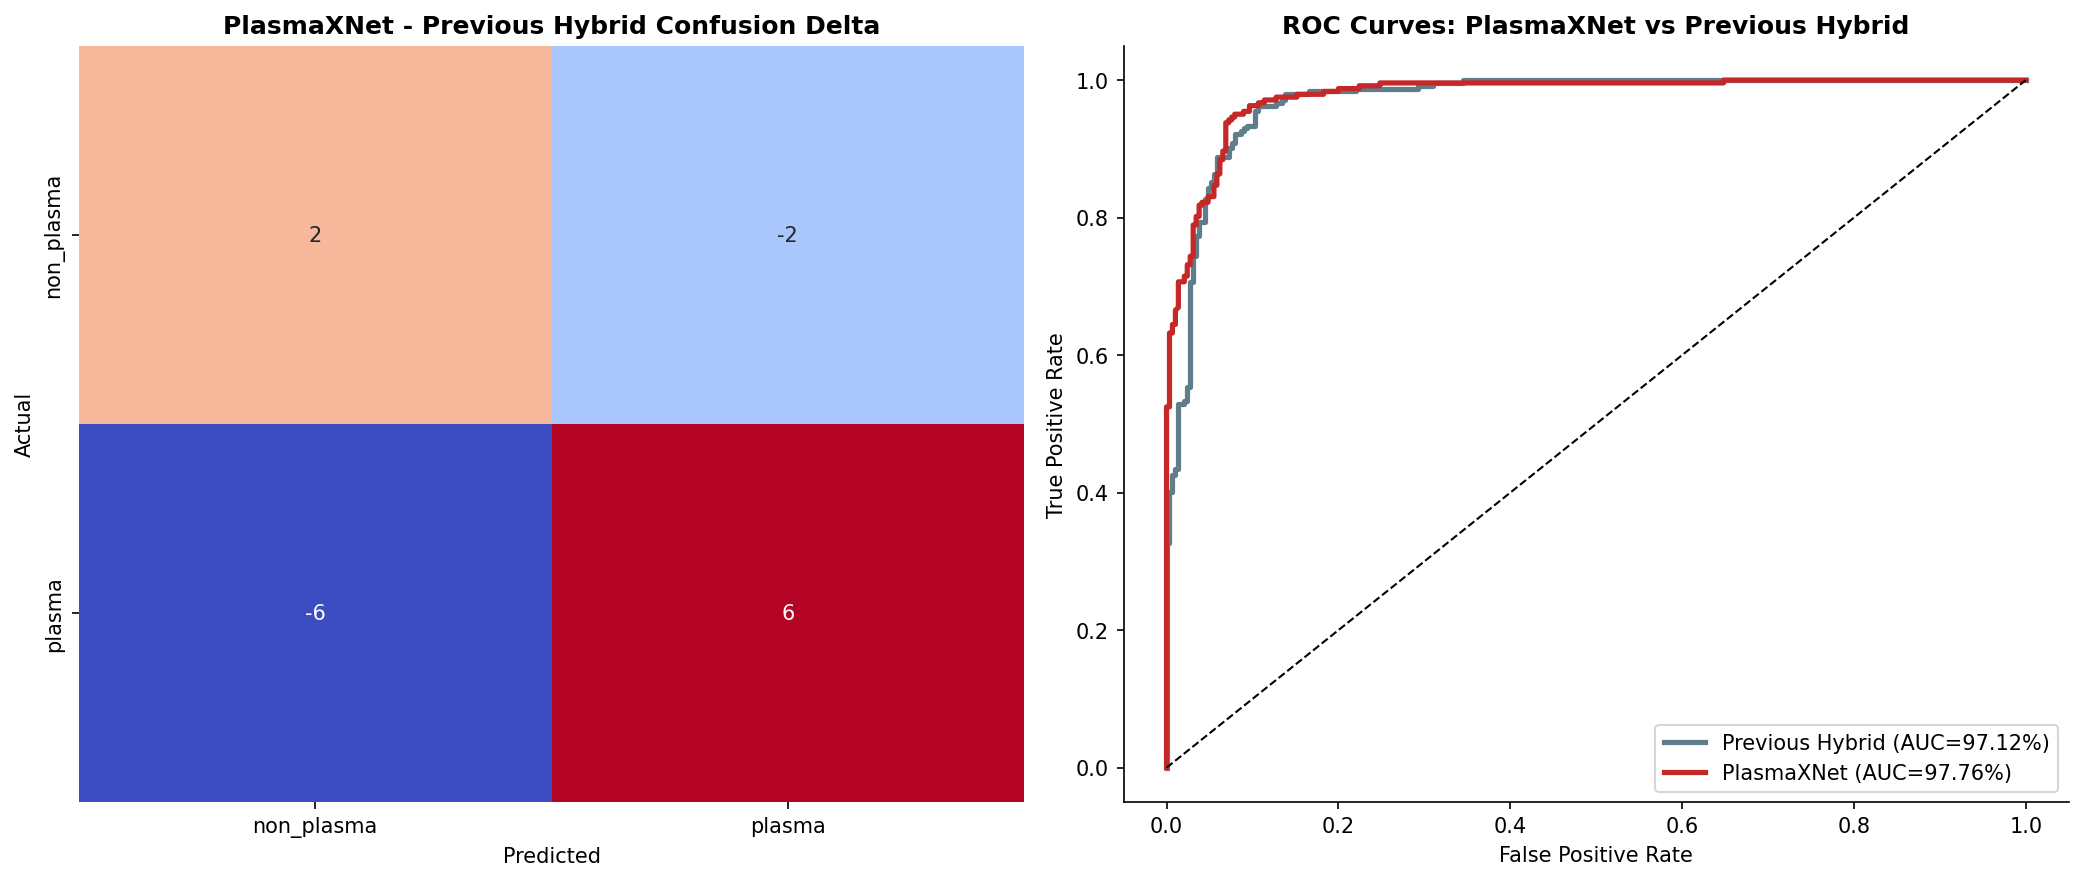 PlasmaXNet - Previous Hybrid Confusion Delta
non_plasma
plasma
Actual
2
-2
-6
6
non_plasma
plasma
Predicted
ROC Curves: PlasmaXNet vs Previous Hybrid
True Positive Rate
1.0
0.8
0.6
0.4
0.2
0.0
Previous Hybrid (AUC=97.12%)
PlasmaXNet (AUC=97.76%)
0.0
0.2
0.4
0.6
0.8
1.0
False Positive Rate